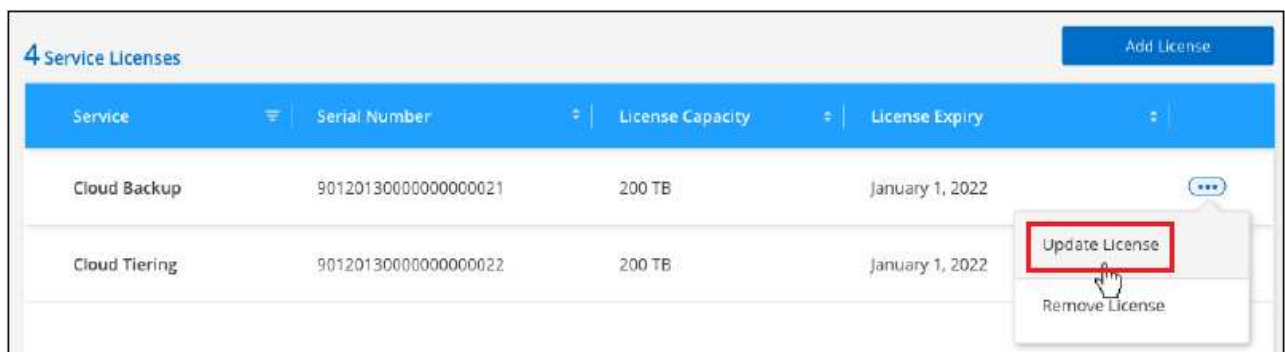 4 Service Licenses
Add License
Service Serial Number License Capacity License Expiry
Cloud Backup 90120130000000000021 200 TB January 1, 2022
Update License
Cloud Tiering 90120130000000000022 200 TB January 1, 2022
Remove License